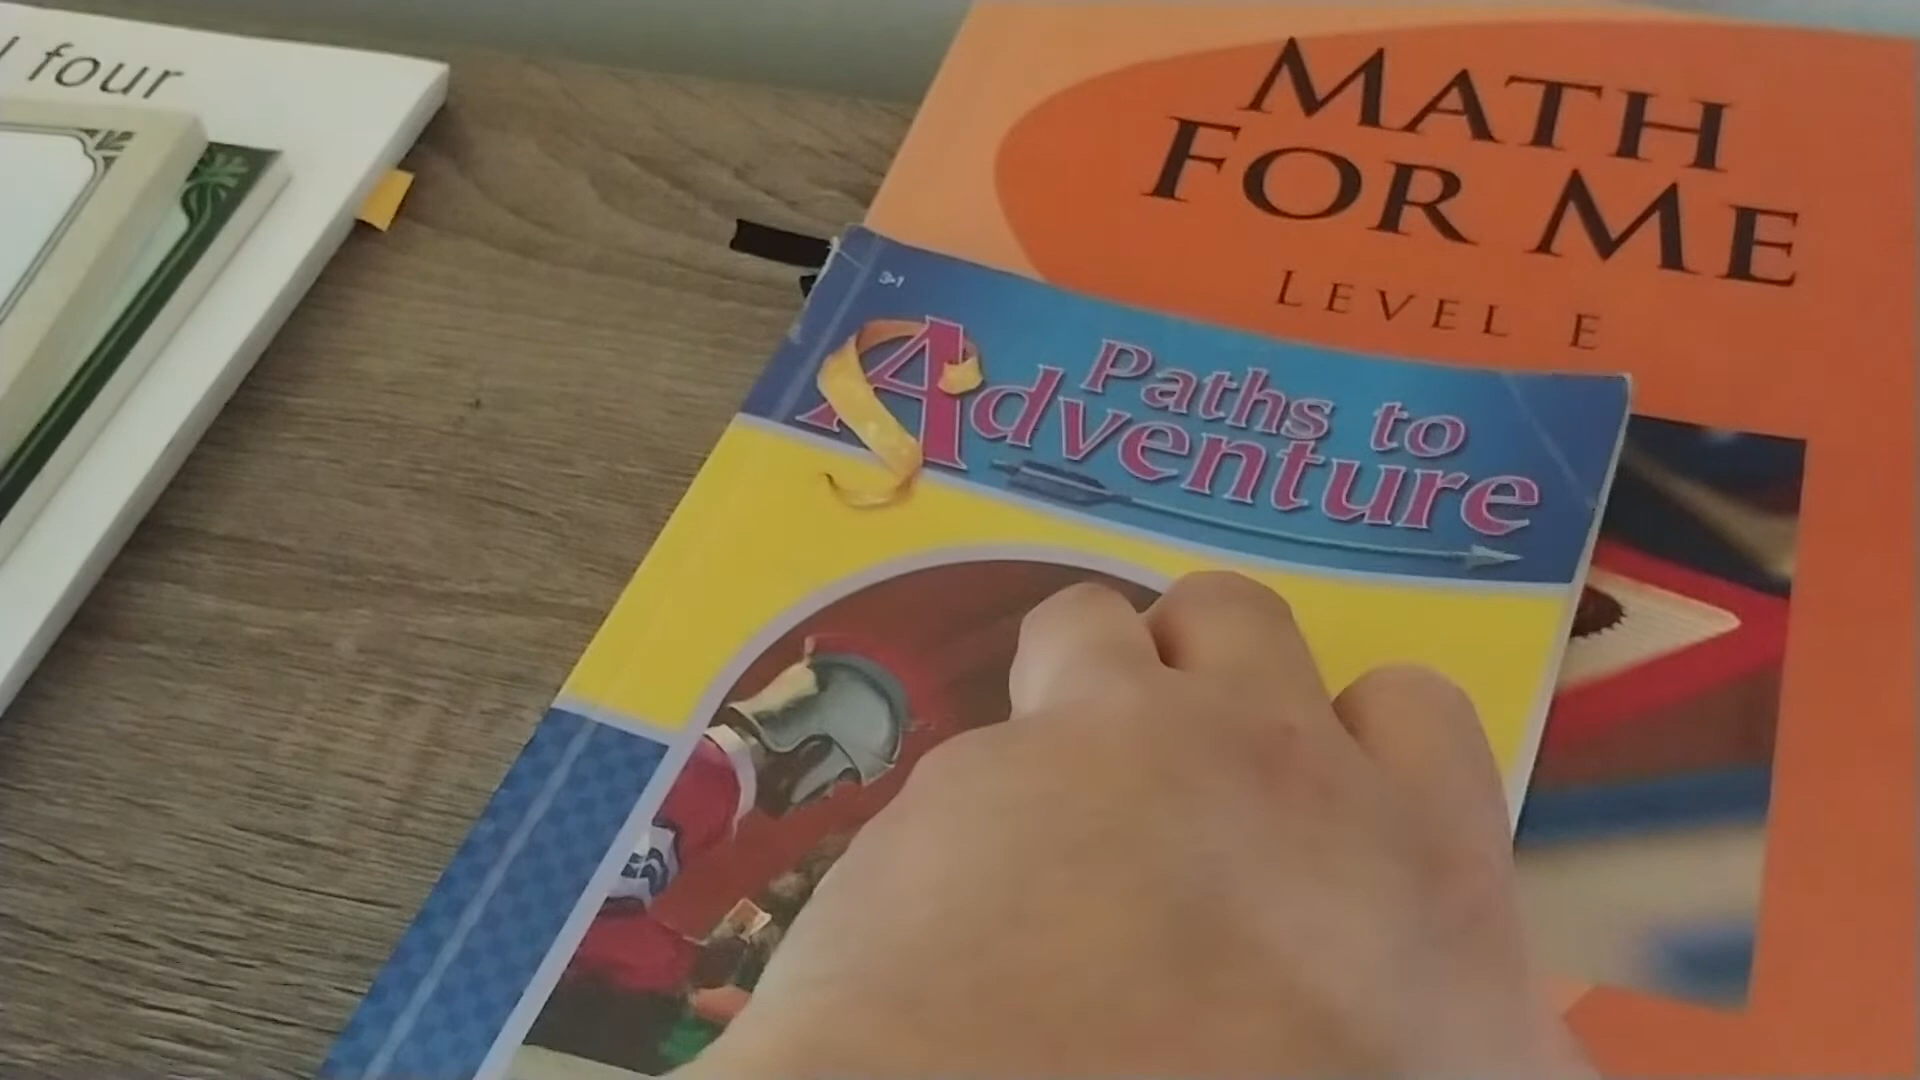 four
MATH
FOR ME
LEVEL E
3-1
Paths to
Adventure